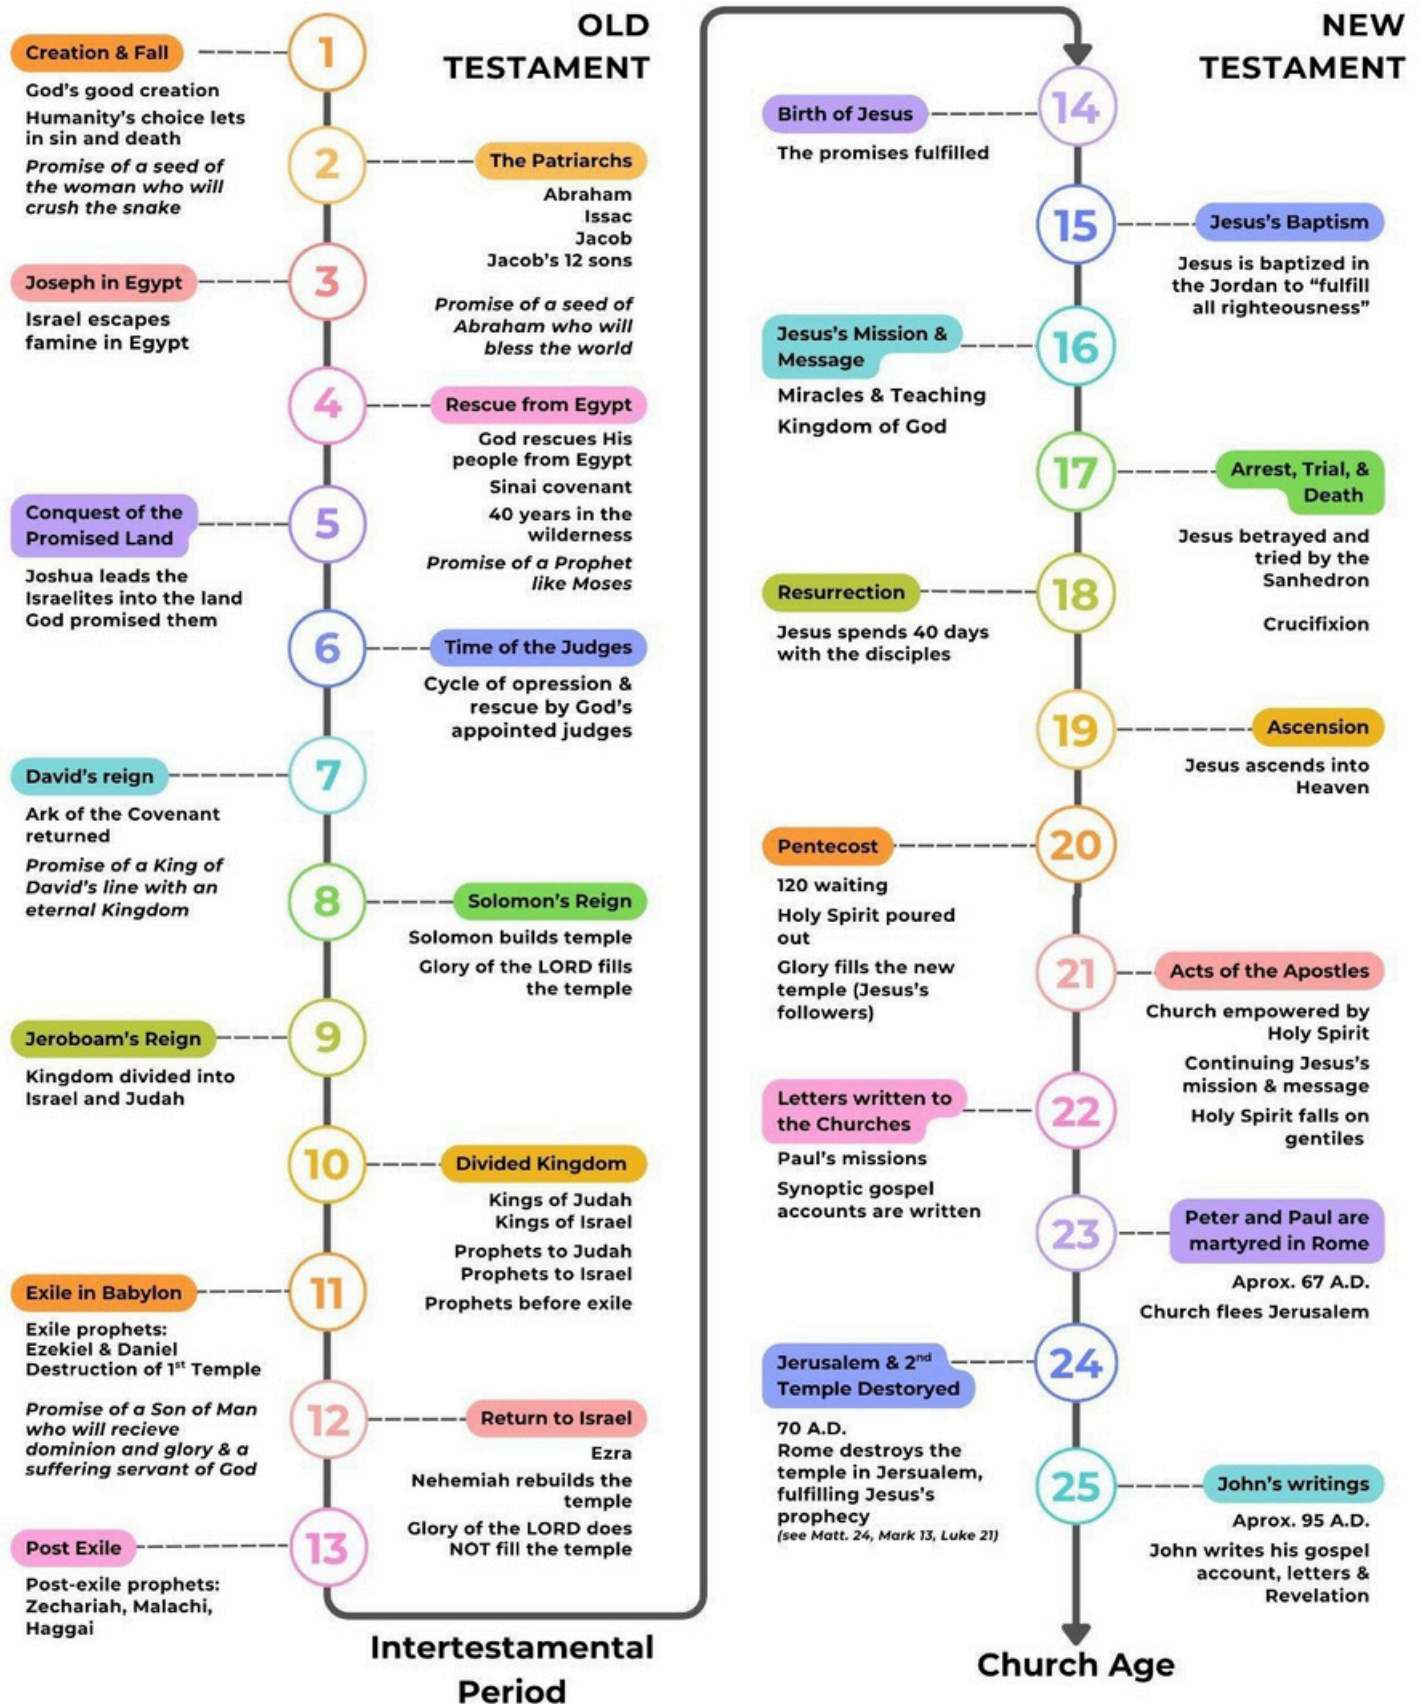 OLD
TESTAMENT
1
Creation & Fall
God's good creation
Humanity's choice lets
in sin and death
Promise of a seed of
the woman who will
crush the snake
2
The Patriarchs
Abraham
Issac
Jacob
Jacob's 12 sons
Promise of a seed of
Abraham who will
bless the world
3
Joseph in Egypt
Israel escapes
famine in Egypt
4
Rescue from Egypt
God rescues His
people from Egypt
Sinai covenant
40 years in the
wilderness
Promise of a Prophet
like Moses
5
Conquest of the
Promised Land
Joshua leads the
Israelites into the land
God promised them
6
Time of the Judges
Cycle of opression &
rescue by God's
appointed judges
7
David's reign
Ark of the Covenant
returned
Promise of a King of
David's line with an
eternal Kingdom
8
Solomon's Reign
Solomon builds temple
Glory of the LORD fills
the temple
9
Jeroboam's Reign
Kingdom divided into
Israel and Judah
10
Divided Kingdom
Kings of Judah
Kings of Israel
Prophets to Judah
Prophets to Israel
Prophets before exile
11
Exile in Babylon
Exile prophets:
Ezekiel & Daniel
Destruction of 1st Temple
Promise of a Son of Man
who will recieve
dominion and glory & a
suffering servant of God
12
Return to Israel
Ezra
Nehemiah rebuilds the
temple
Glory of the LORD does
NOT fill the temple
13
Post Exile
Post-exile prophets:
Zechariah, Malachi,
Haggai
Intertestamental
Period
NEW
TESTAMENT
14
Birth of Jesus
The promises fulfilled
15
Jesus's Baptism
Jesus is baptized in
the Jordan to “fulfill
all righteousness”
16
Jesus's Mission &
Message
Miracles & Teaching
Kingdom of God
17
Arrest, Trial, &
Death
Jesus betrayed and
tried by the
Sanhedron
Crucifixion
18
Resurrection
Jesus spends 40 days
with the disciples
19
Ascension
Jesus ascends into
Heaven
20
Pentecost
120 waiting
Holy Spirit poured
out
Glory fills the new
temple (Jesus's
followers)
21
Acts of the Apostles
Church empowered by
Holy Spirit
Continuing Jesus's
mission & message
Holy Spirit falls on
gentiles
22
Letters written to
the Churches
Paul's missions
Synoptic gospel
accounts are written
23
Peter and Paul are
martyred in Rome
Aprox. 67 A.D.
Church flees Jerusalem
24
Jerusalem & 2nd
Temple Destoryed
70 A.D.
Rome destroys the
temple in Jersualem,
fulfilling Jesus's
prophecy
(see Matt. 24, Mark 13, Luke 21)
25
John's writings
Aprox. 95 A.D.
John writes his gospel
account, letters &
Revelation
Church Age